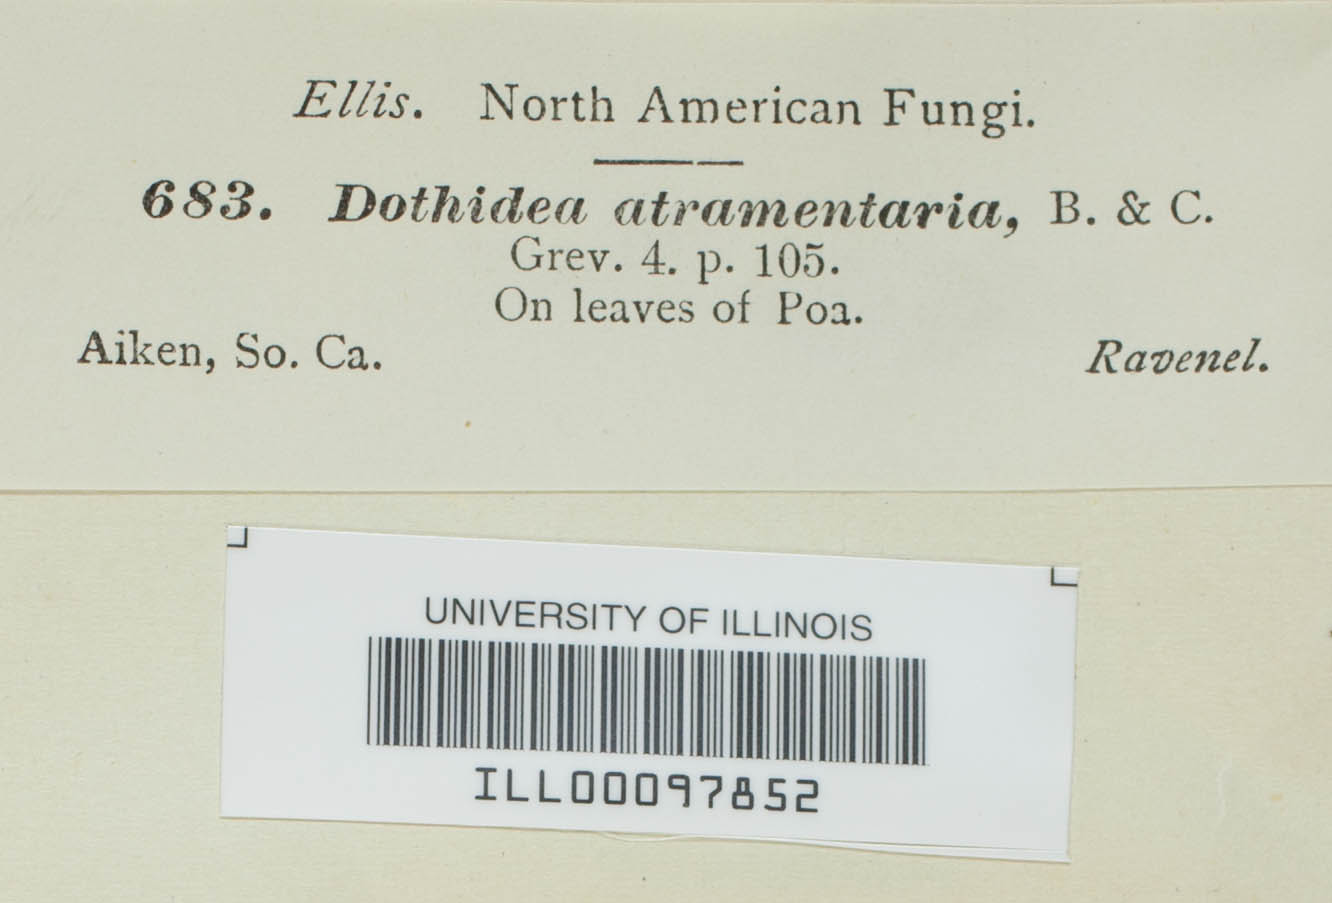 Ellis. North American Fungi.
683. Dothidea atramentaria, B. & C.
Grev. 4. p. 105.
On leaves of Poa.
Aiken, So. Ca. Ravenel.
UNIVERSITY OF ILLINOIS
ILL00097852